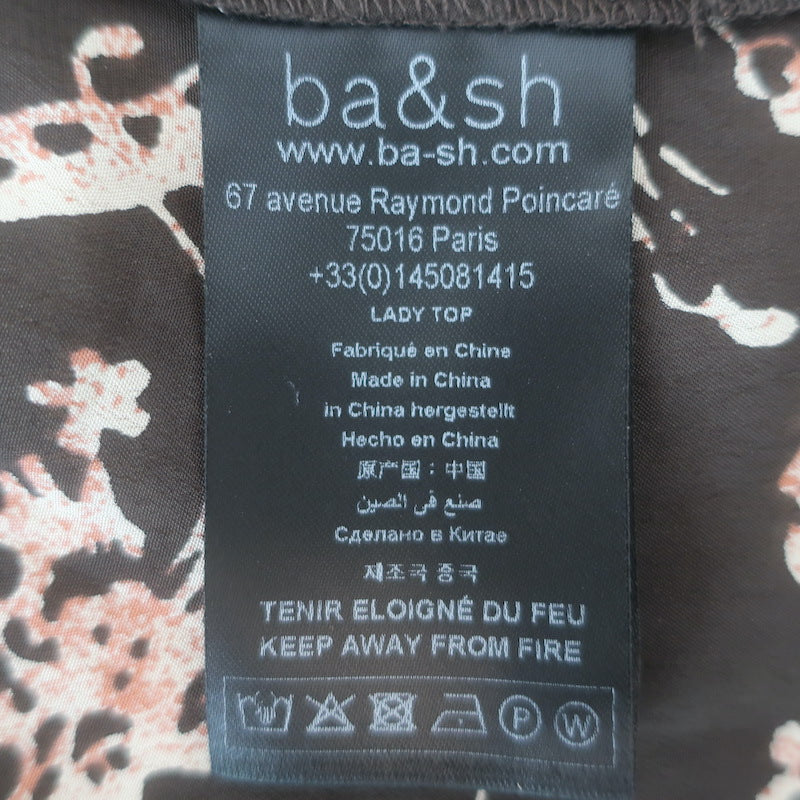 ba&sh
www.ba-sh.com
67 avenue Raymond Poincaré
75016 Paris
+33(0)145081415
LADY TOP
Fabriqué en Chine
Made in China
in China hergestellt
Hecho en China
原产国：中国
صنع في الصين
Сделано в Китае
제조국 중국
TENIR ELOIGNÉ DU FEU
KEEP AWAY FROM FIRE
P W